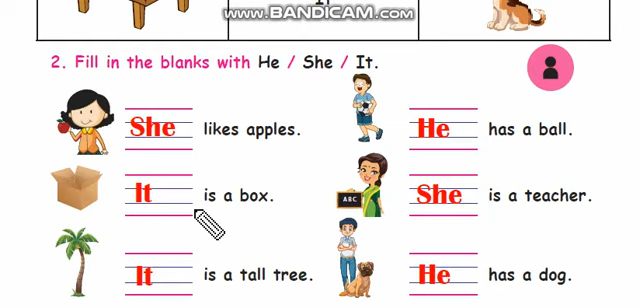 www.BANDICAM.com
2. Fill in the blanks with He / She / It.
She likes apples.
He has a ball.
It is a box.
ABC
She is a teacher.
It is a tall tree.
He has a dog.